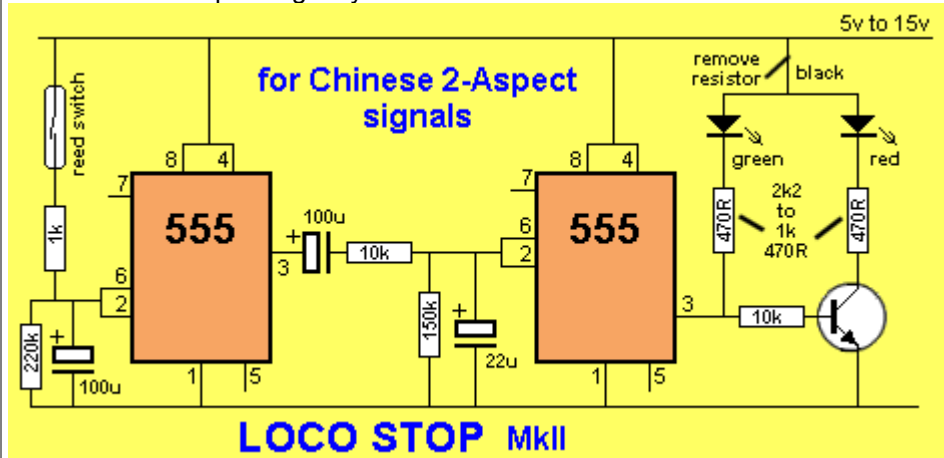 5v to 15v
for Chinese 2-Aspect
signals
remove
resistor
black
reed switch
8 4
8 4
green
red
7
7
1k
555
100u
555
2k2
to
1k
470R
470R
470R
6
2
3
10k
6
2
3
10k
220k
100u
150k
22u
1 5
1 5
LOCO STOP MkII